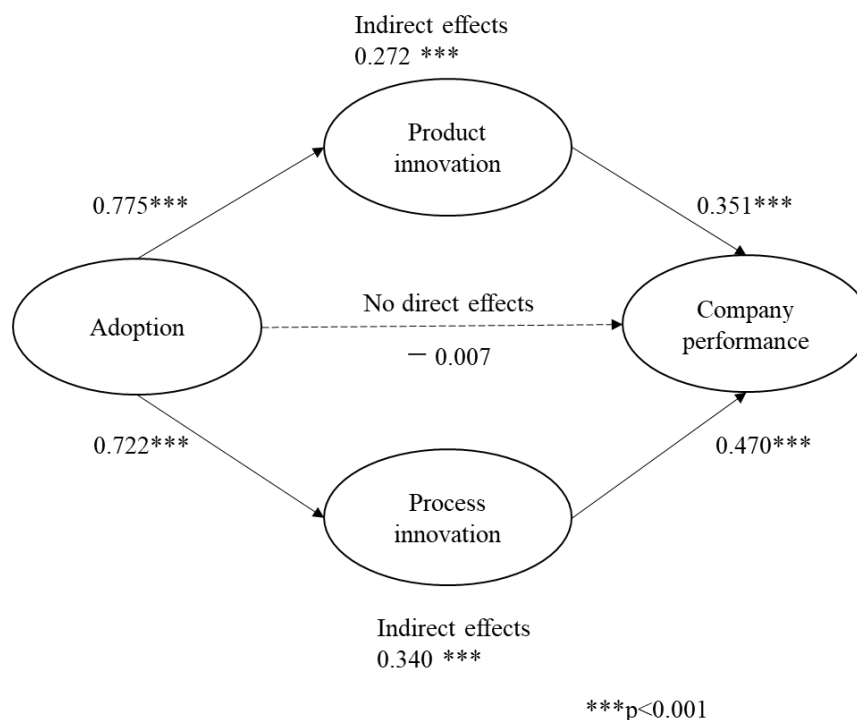 Indirect effects
0.272 ***
Product
innovation
0.775***
0.351***
Adoption
No direct effects
− 0.007
Company
performance
0.722***
0.470***
Process
innovation
Indirect effects
0.340 ***
***p<0.001